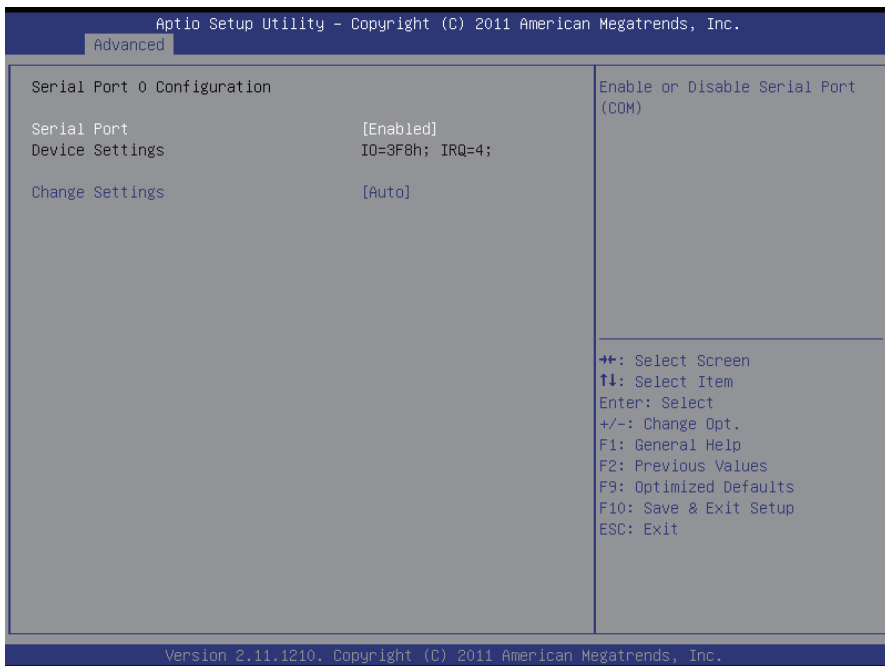 Aptio Setup Utility – Copyright (C) 2011 American Megatrends, Inc.
Advanced
Serial Port 0 Configuration
Serial Port [Enabled]
Device Settings IO=3F8h; IRQ=4;
Change Settings [Auto]
Enable or Disable Serial Port
(COM)
→←: Select Screen
↑↓: Select Item
Enter: Select
+/-: Change Opt.
F1: General Help
F2: Previous Values
F9: Optimized Defaults
F10: Save & Exit Setup
ESC: Exit
Version 2.11.1210. Copyright (C) 2011 American Megatrends, Inc.